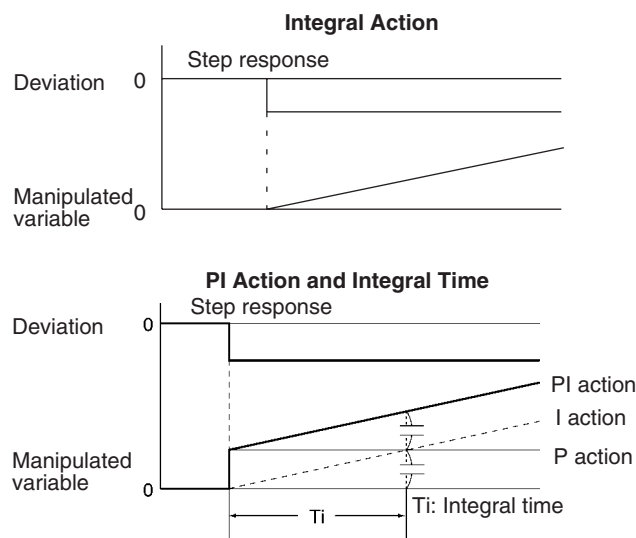 Integral Action
Step response
Deviation 0
Manipulated
variable 0
PI Action and Integral Time
Step response
Deviation 0
PI action
I action
P action
Manipulated
variable 0
Ti
Ti: Integral time